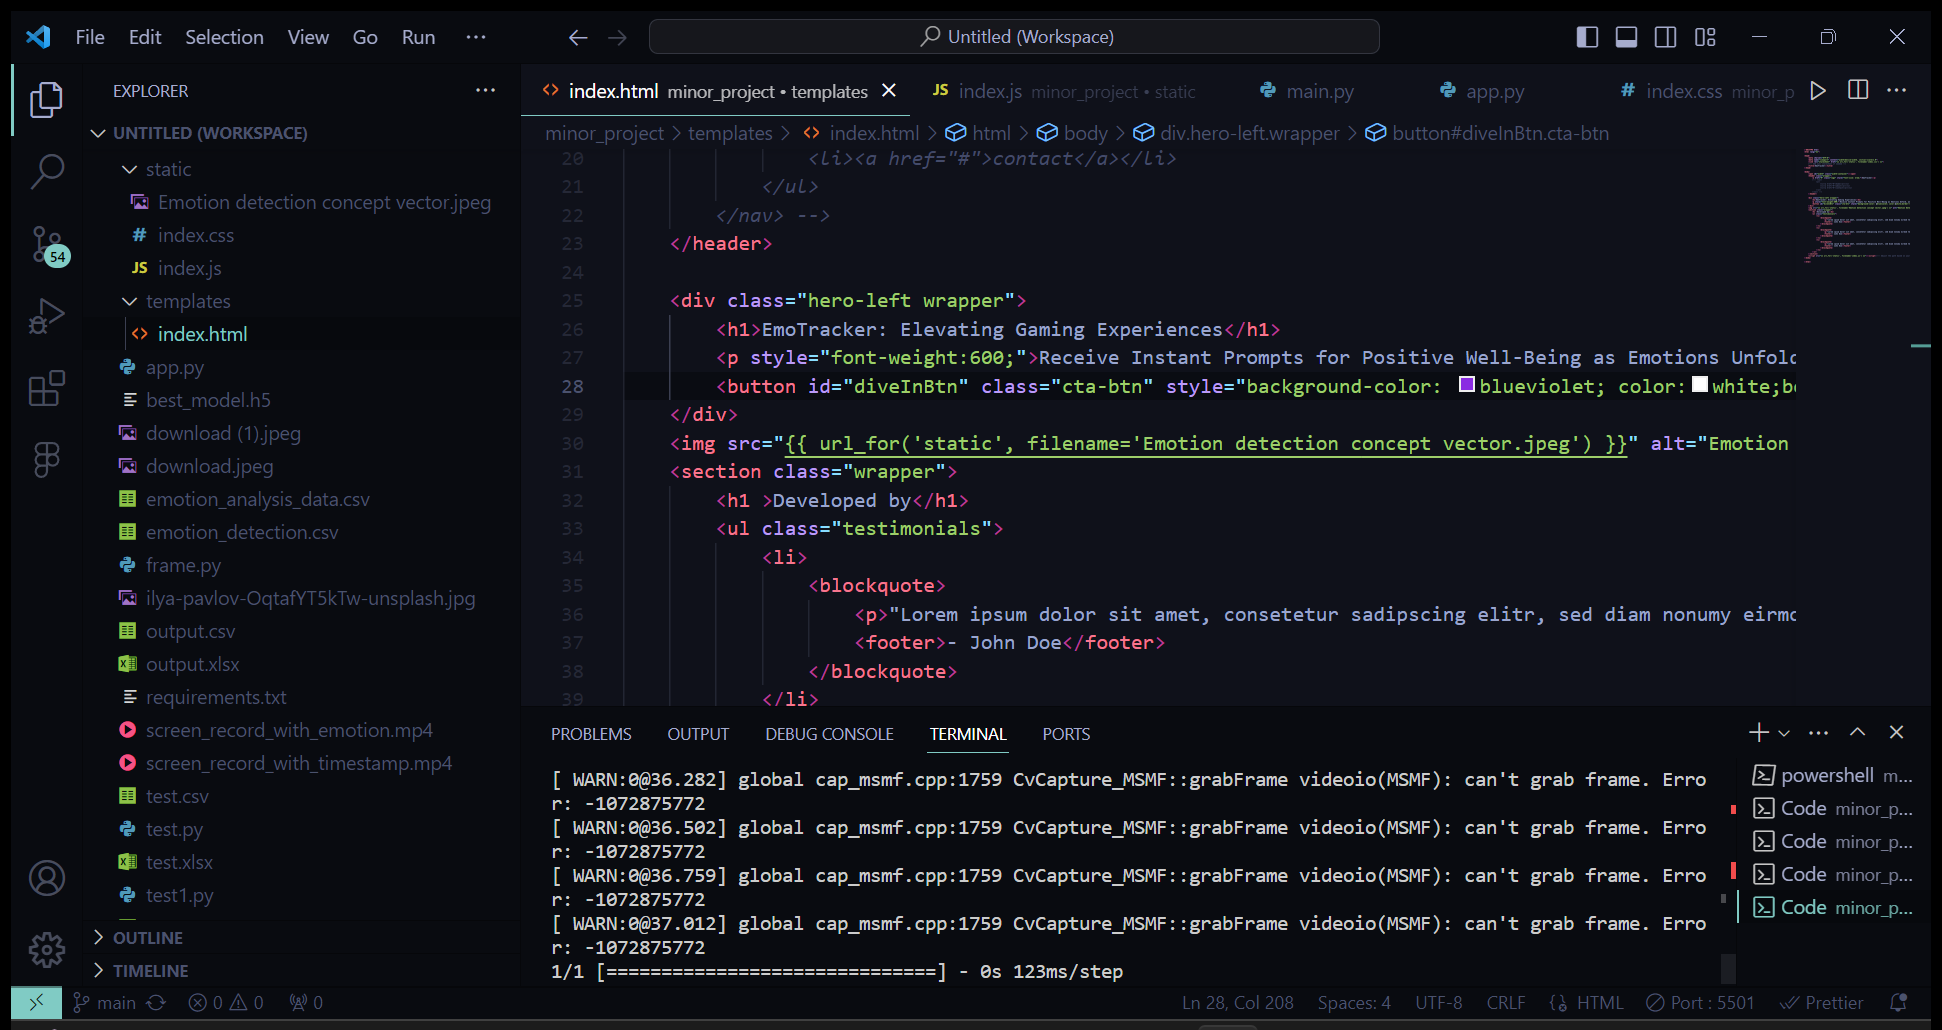 File Edit Selection View Go Run ···
Untitled (Workspace)
EXPLORER
UNTITLED (WORKSPACE)
static
Emotion detection concept vector.jpeg
# index.css
JS index.js
templates
<> index.html
app.py
best_model.h5
download (1).jpeg
download.jpeg
emotion_analysis_data.csv
emotion_detection.csv
frame.py
ilya-pavlov-OqtafYT5kTw-unsplash.jpg
output.csv
output.xlsx
requirements.txt
screen_record_with_emotion.mp4
screen_record_with_timestamp.mp4
test.csv
test.py
test.xlsx
test1.py
OUTLINE
TIMELINE
54
<> index.html minor_project • templates
JS index.js minor_project • static
main.py
app.py
# index.css minor_p
minor_project > templates > <> index.html > html > body > div.hero-left.wrapper > button#diveInBtn.cta-btn
20 <li><a href="#">contact</a></li>
21 </ul>
22 </nav> -->
23 </header>
24
25 <div class="hero-left wrapper">
26 <h1>EmoTracker: Elevating Gaming Experiences</h1>
27 <p style="font-weight:600;">Receive Instant Prompts for Positive Well-Being as Emotions Unfol
28 <button id="diveInBtn" class="cta-btn" style="background-color: blueviolet; color: white;b
29 </div>
30 <img src="{{ url_for('static', filename='Emotion detection concept vector.jpeg') }}" alt="Emotion
31 <section class="wrapper">
32 <h1 >Developed by</h1>
33 <ul class="testimonials">
34 <li>
35 <blockquote>
36 <p>"Lorem ipsum dolor sit amet, consetetur sadipscing elitr, sed diam nonumy eirmo
37 <footer>- John Doe</footer>
38 </blockquote>
39 </li>
PROBLEMS OUTPUT DEBUG CONSOLE TERMINAL PORTS
[ WARN:0@36.282] global cap_msmf.cpp:1759 CvCapture_MSMF::grabFrame videoio(MSMF): can't grab frame. Erro
r: -1072875772
[ WARN:0@36.502] global cap_msmf.cpp:1759 CvCapture_MSMF::grabFrame videoio(MSMF): can't grab frame. Erro
r: -1072875772
[ WARN:0@36.759] global cap_msmf.cpp:1759 CvCapture_MSMF::grabFrame videoio(MSMF): can't grab frame. Erro
r: -1072875772
[ WARN:0@37.012] global cap_msmf.cpp:1759 CvCapture_MSMF::grabFrame videoio(MSMF): can't grab frame. Erro
r: -1072875772
1/1 [==============================] - 0s 123ms/step
powershell m...
Code minor_p...
Code minor_p...
Code minor_p...
Code minor_p...
main 0 0 0 Ln 28, Col 208 Spaces: 4 UTF-8 CRLF HTML Port : 5501 Prettier